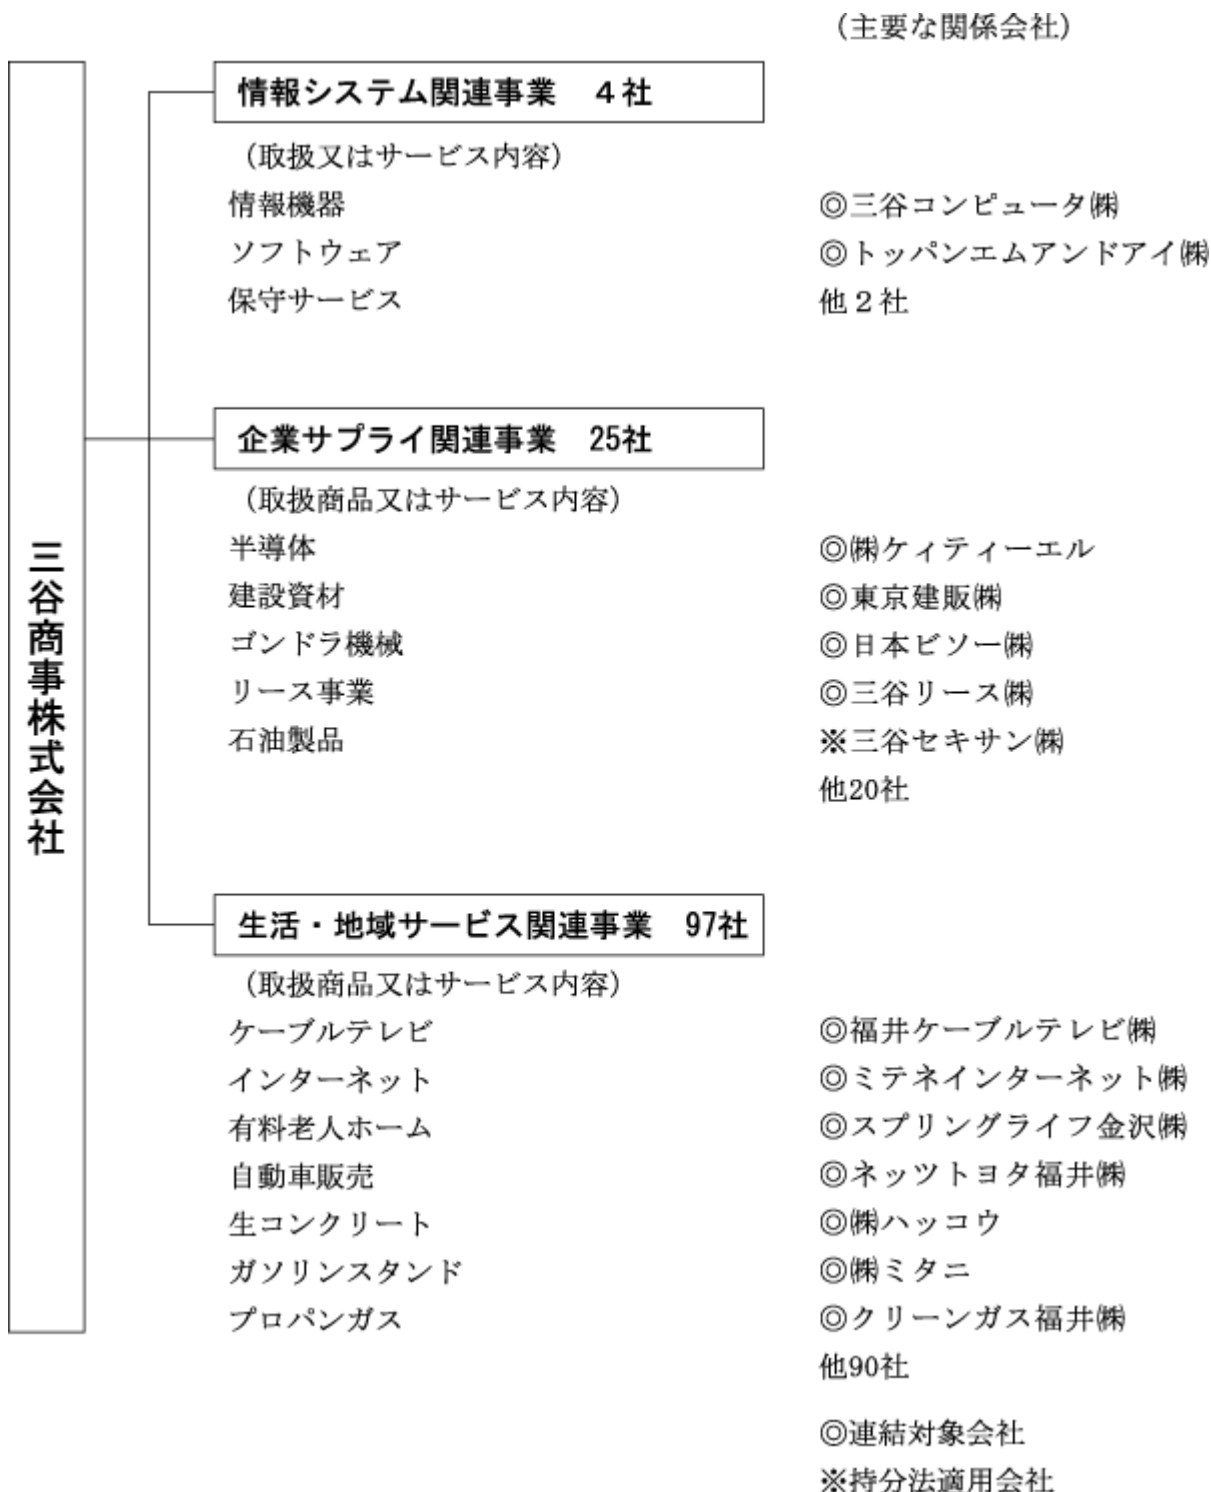 （主要な関係会社）
三谷商事株式会社
情報システム関連事業　４社
（取扱又はサービス内容）
情報機器　◎三谷コンピュータ㈱
ソフトウェア　◎トッパンエムアンドアイ㈱
保守サービス　他２社
企業サプライ関連事業　25社
（取扱商品又はサービス内容）
半導体　◎㈱ケィティーエル
建設資材　◎東京建販㈱
ゴンドラ機械　◎日本ビソー㈱
リース事業　◎三谷リース㈱
石油製品　※三谷セキサン㈱
他20社
生活・地域サービス関連事業　97社
（取扱商品又はサービス内容）
ケーブルテレビ　◎福井ケーブルテレビ㈱
インターネット　◎ミテネインターネット㈱
有料老人ホーム　◎スプリングライフ金沢㈱
自動車販売　◎ネッツトヨタ福井㈱
生コンクリート　◎㈱ハッコウ
ガソリンスタンド　◎㈱ミタニ
プロパンガス　◎クリーンガス福井㈱
他90社
◎連結対象会社
※持分法適用会社